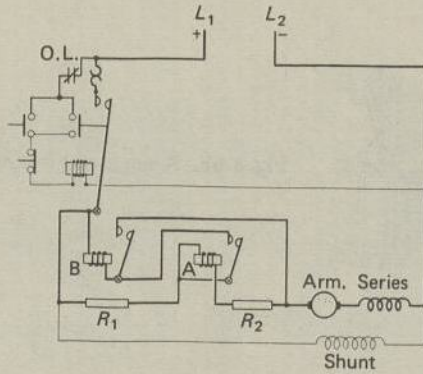 L₁ L₂
+ −
O.L.
B A Arm. Series
R₁ R₂
Shunt